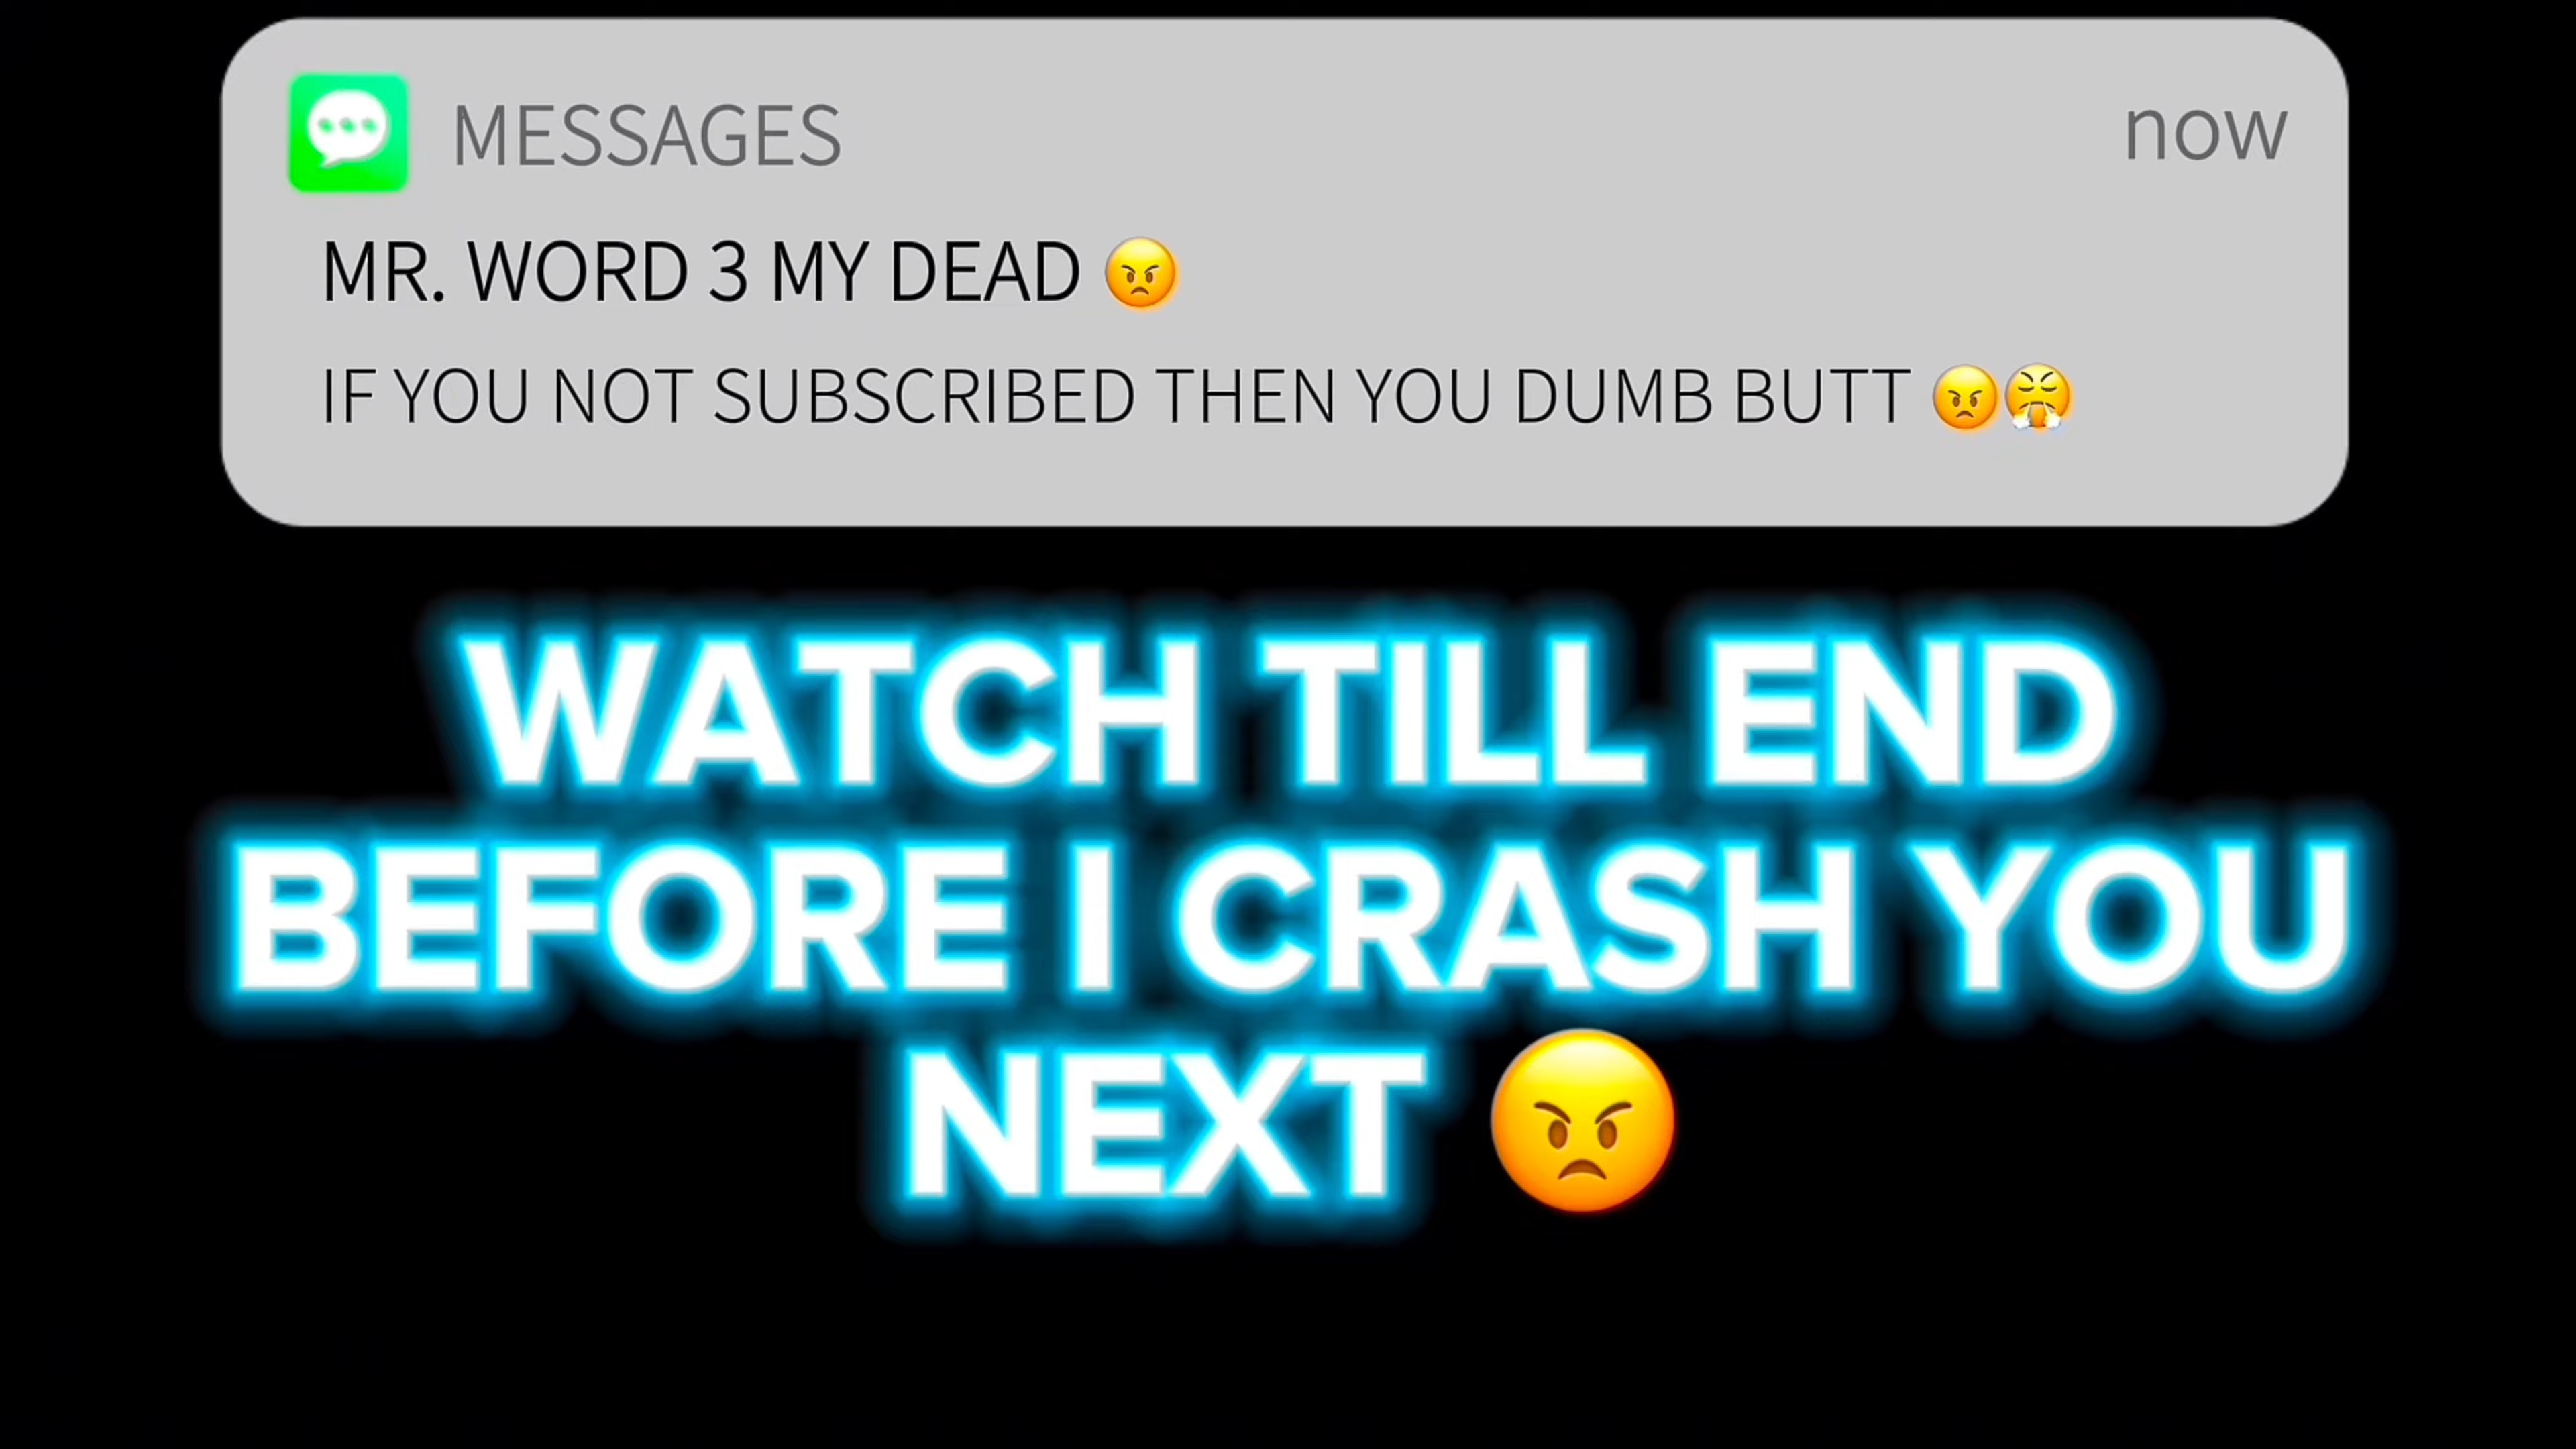 MESSAGES now
MR. WORD 3 MY DEAD 😠
IF YOU NOT SUBSCRIBED THEN YOU DUMB BUTT 😠😤
WATCH TILL END
BEFORE I CRASH YOU
NEXT 😠